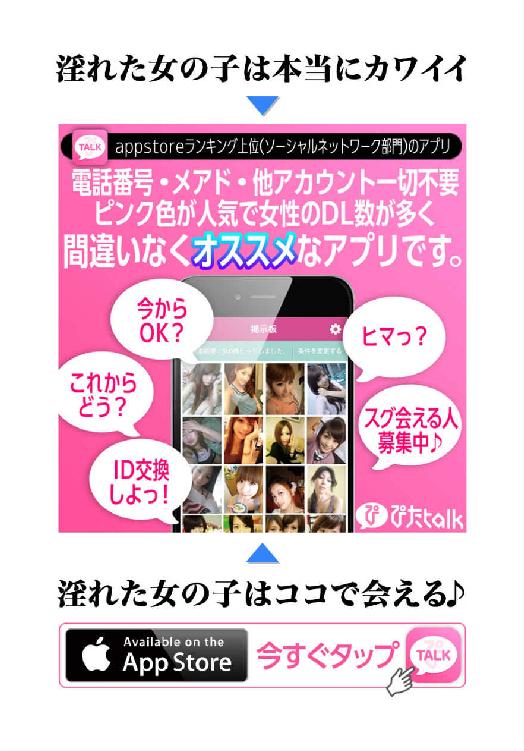 淫れた女の子は本当にカワイイ
TALK appstoreランキング上位(ソーシャルネットワーク部門)のアプリ
電話番号・メアド・他アカウント一切不要
ピンク色が人気で女性のDL数が多く
間違いなくオススメなアプリです。
今から
OK?
掲示板
ヒマっ?
条件を変更する
これから
どう?
スグ会える人
募集中♪
ID交換
しよっ!
ぴ ぴたtalk
淫れた女の子はココで会える♪
Available on the
App Store
今すぐタップ
TALK